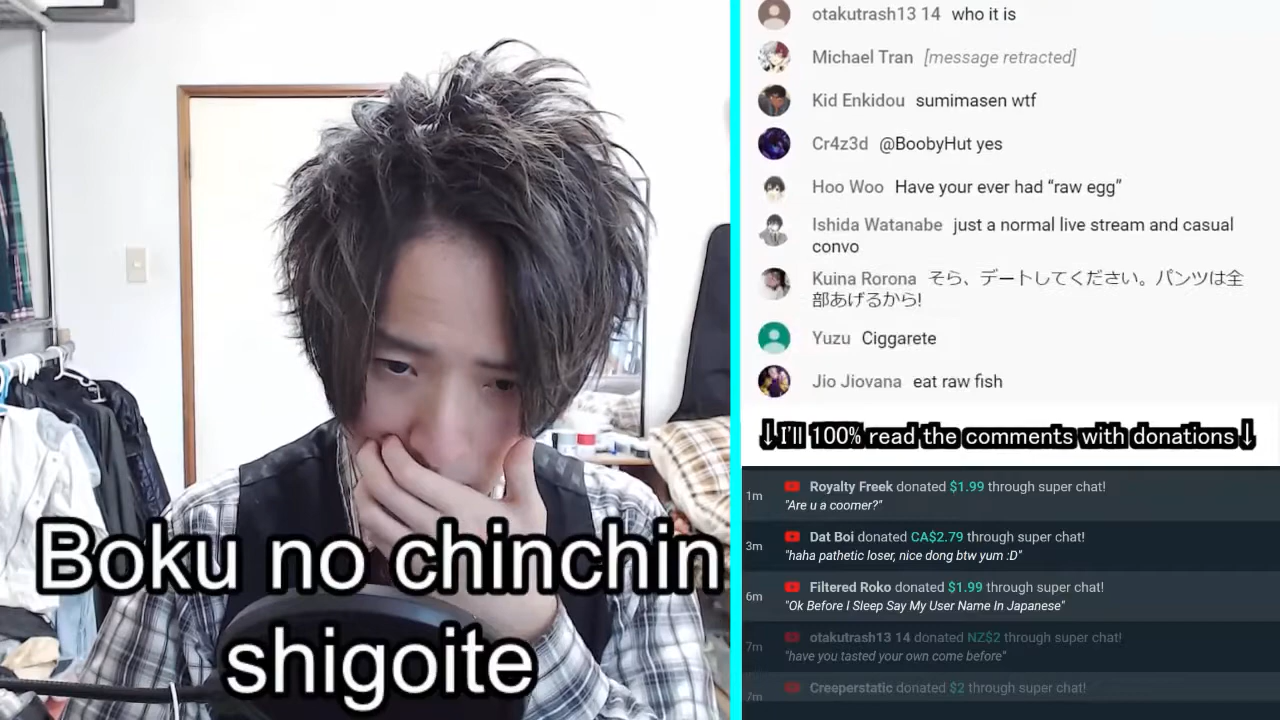 otakutrash13 14 who it is
Michael Tran [message retracted]
Kid Enkidou sumimasen wtf
Cr4z3d @BoobyHut yes
Hoo Woo Have your ever had “raw egg”
Ishida Watanabe just a normal live stream and casual
convo
Kuina Rorona そら、デートしてください。パンツは全
部あげるから!
Yuzu Ciggarete
Jio Jiovana eat raw fish
↓I'll 100% read the comments with donations↓
Royalty Freek donated $1.99 through super chat!
1m
"Are u a coomer?"
Dat Boi donated CA$2.79 through super chat!
3m
"haha pathetic loser, nice dong btw yum :D"
Filtered Roko donated $1.99 through super chat!
6m
"Ok Before I Sleep Say My User Name In Japanese"
otakutrash13 14 donated NZ$2 through super chat!
7m
"have you tasted your own come before"
Creeperstatic donated $2 through super chat!
7m
Boku no chinchin
shigoite